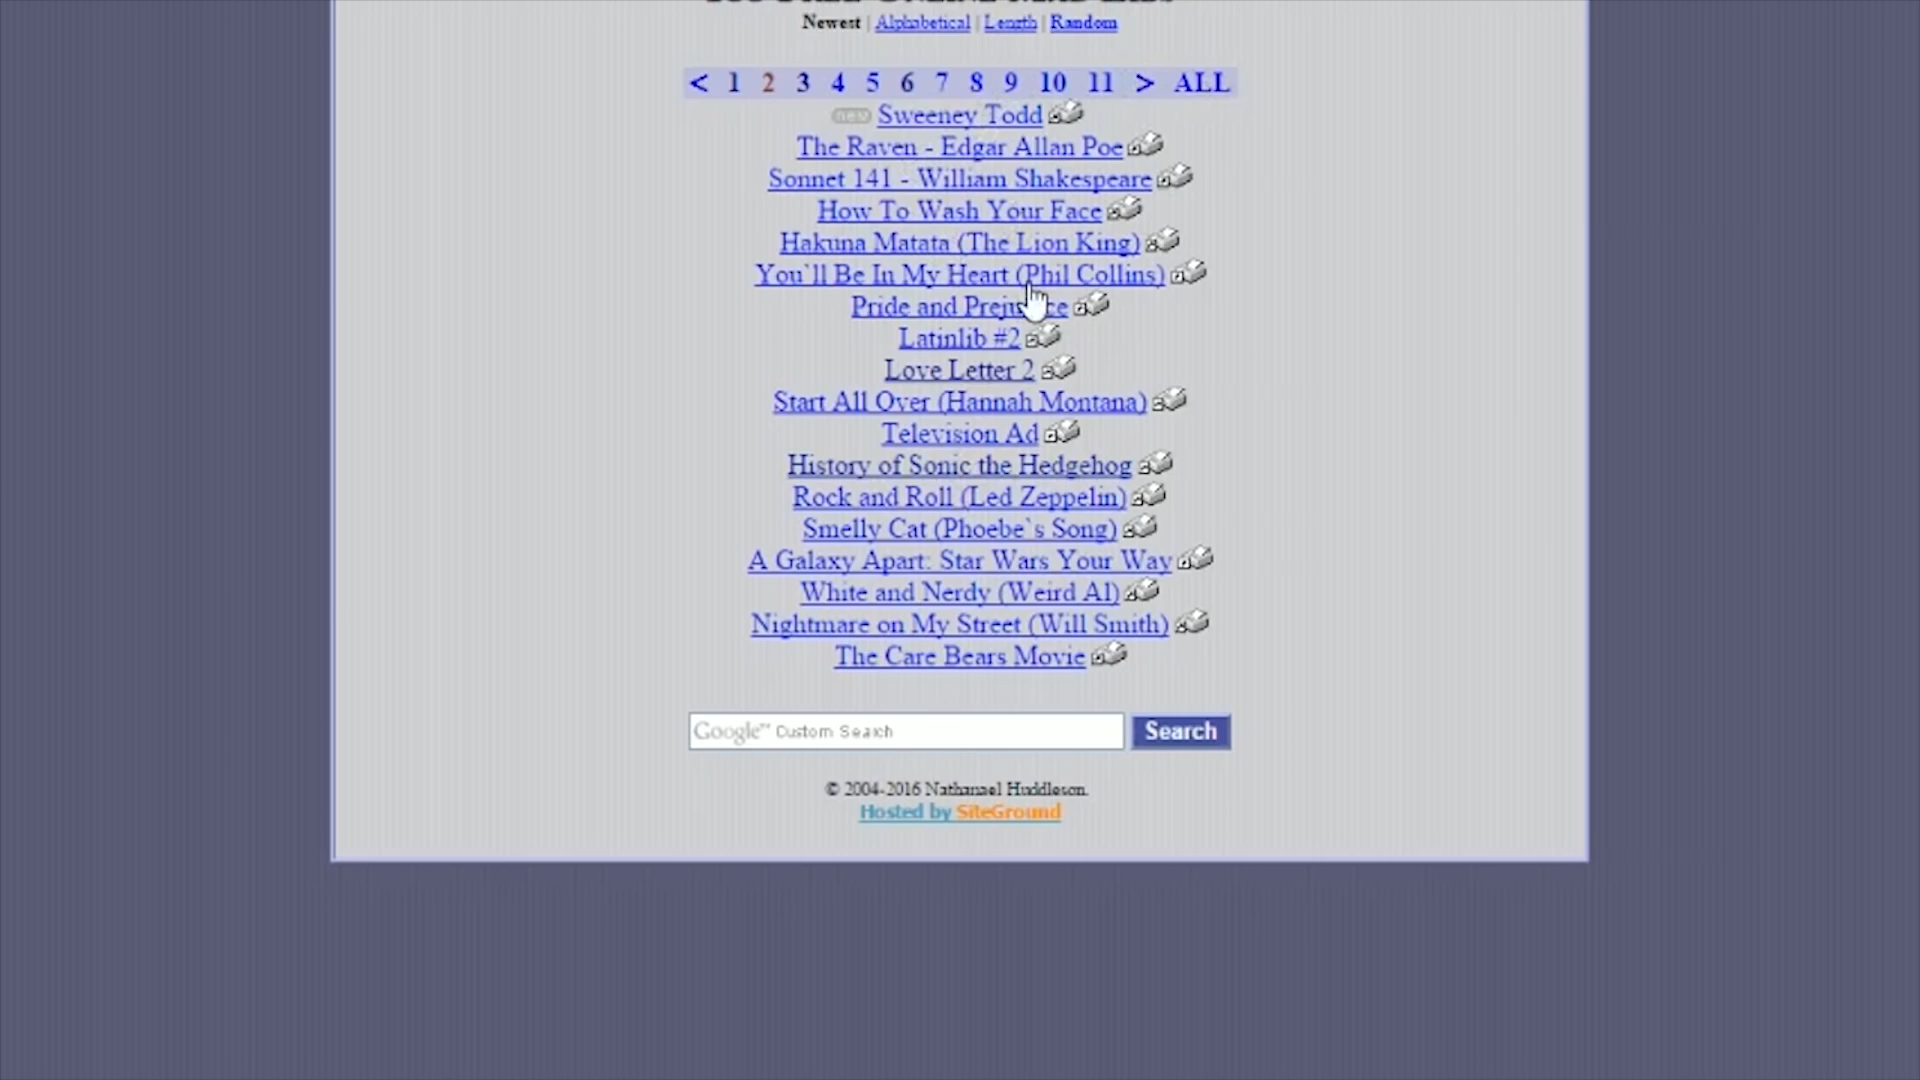 Newest | Alphabetical | Length | Random
< 1 2 3 4 5 6 7 8 9 10 11 > ALL
new Sweeney Todd
The Raven - Edgar Allan Poe
Sonnet 141 - William Shakespeare
How To Wash Your Face
Hakuna Matata (The Lion King)
You`ll Be In My Heart (Phil Collins)
Pride and
Latinlib #2
Love Letter 2
Start All Over (Hannah Montana)
Television Ad
History of Sonic the Hedgehog
Rock and Roll (Led Zeppelin)
Smelly Cat (Phoebe`s Song)
A Galaxy Apart: Star Wars Your Way
White and Nerdy (Weird Al)
Nightmare on My Street (Will Smith)
The Care Bears Movie
Google™ Custom Search Search
© 2004-2016 Nathanael Huddleson.
Hosted by SiteGround